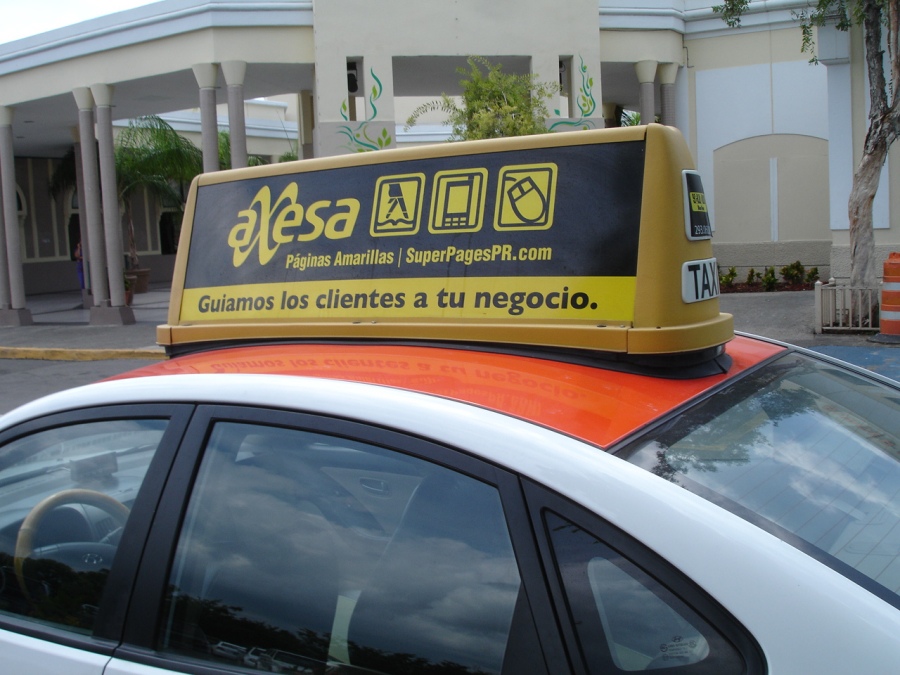 axesa
Páginas Amarillas | SuperPagesPR.com
Guiamos los clientes a tu negocio.
TAXI